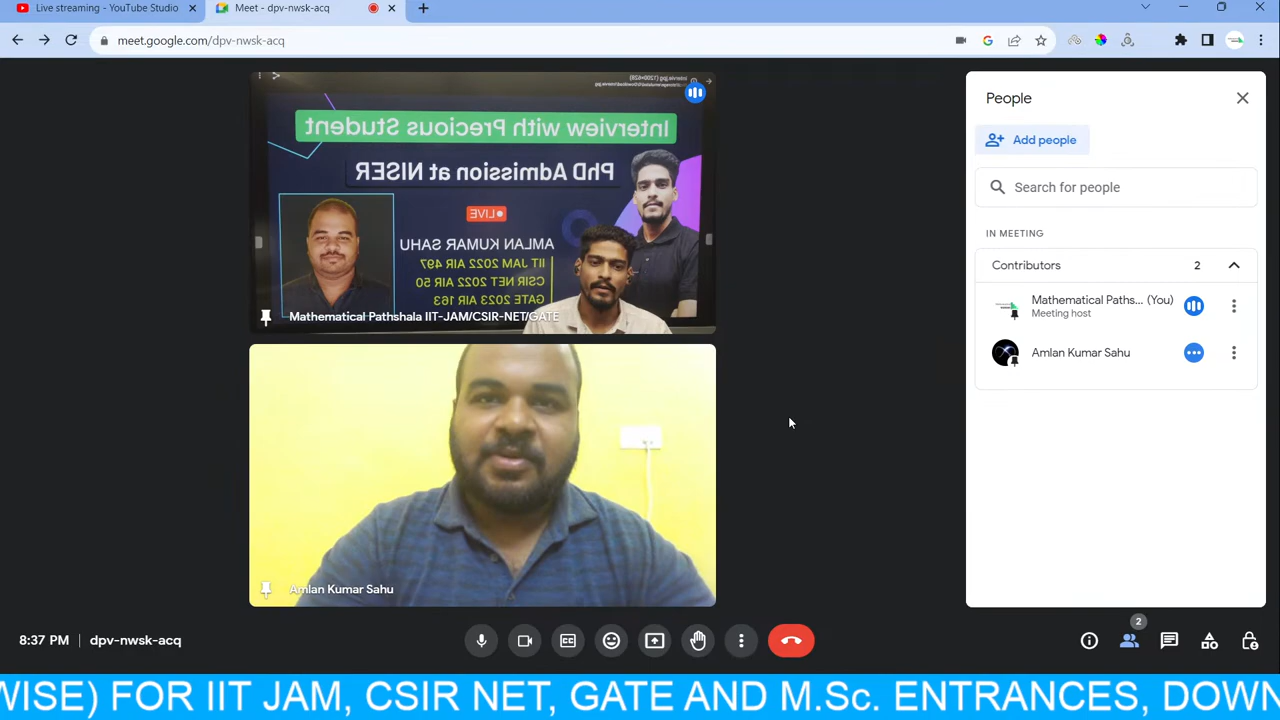 Live streaming - YouTube Studio
Meet - dpv-nwsk-acq
meet.google.com/dpv-nwsk-acq
Interview with Precious Student
PhD Admission at NISER
LIVE
AMLAN KUMAR SAHU
IIT JAM 2022 AIR 497
CSIR NET 2022 AIR 50
GATE 2023 AIR 163
Mathematical Pathshala IIT-JAM/CSIR-NET/GATE
Amlan Kumar Sahu
People
Add people
Search for people
IN MEETING
Contributors 2
Mathematical Paths... (You)
Meeting host
Amlan Kumar Sahu
8:37 PM dpv-nwsk-acq
2
WISE) FOR IIT JAM, CSIR NET, GATE AND M.Sc. ENTRANCES, DOWN